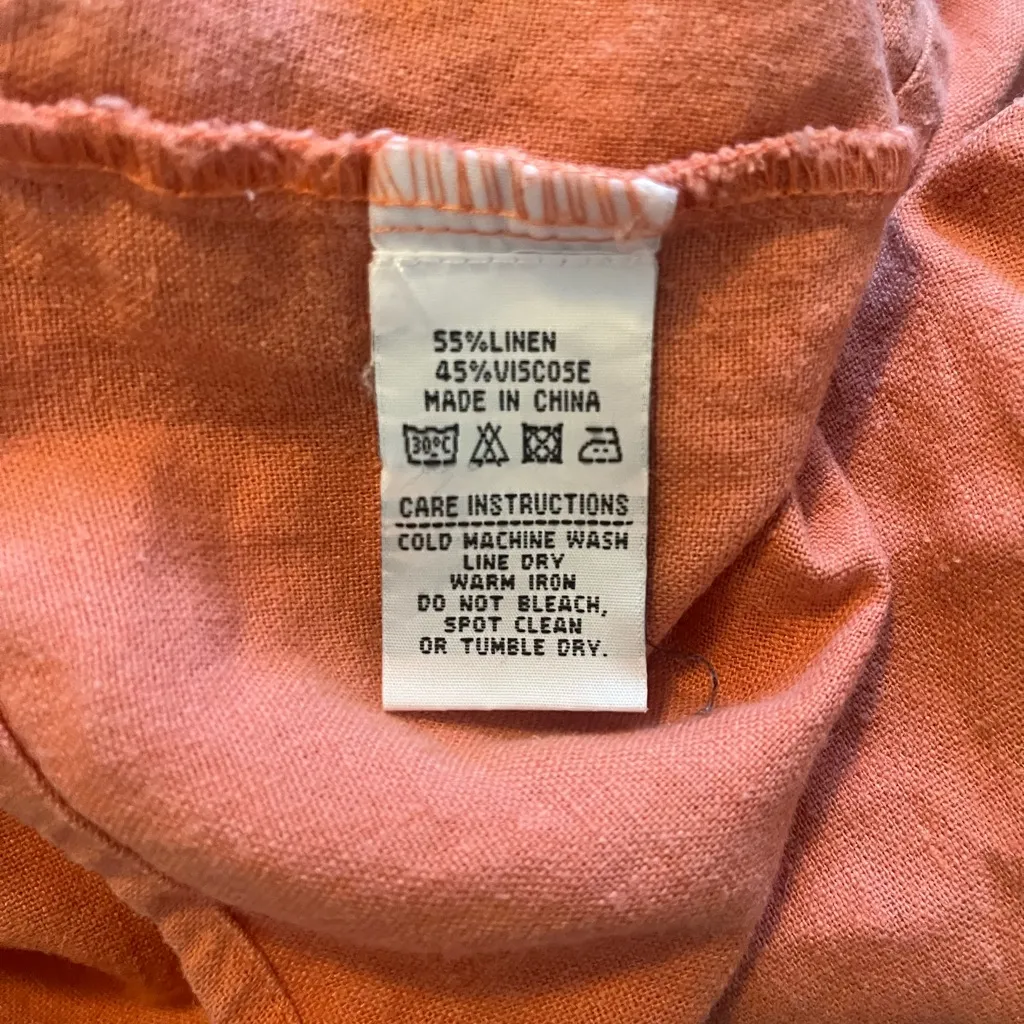 55%LINEN
45%VISCOSE
MADE IN CHINA
30°C
CARE INSTRUCTIONS
COLD MACHINE WASH
LINE DRY
WARM IRON
DO NOT BLEACH,
SPOT CLEAN
OR TUMBLE DRY.